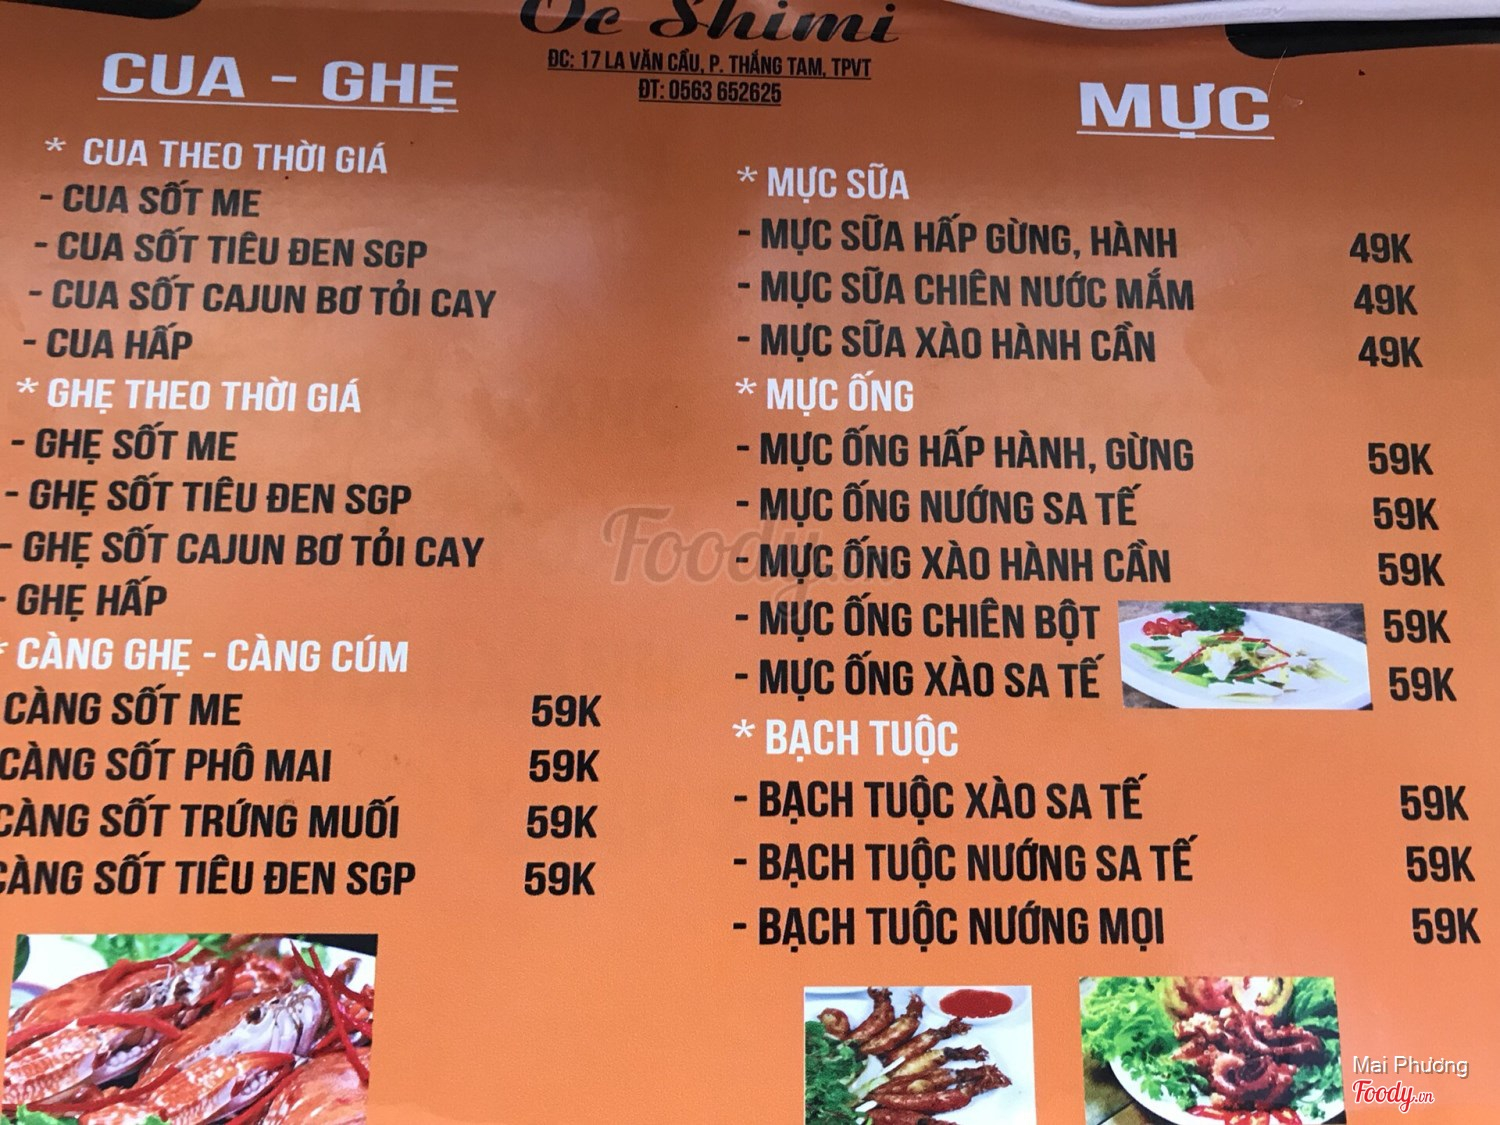 Ốc Shimi
ĐC: 17 LA VĂN CẦU, P. THẮNG TAM, TPVT
ĐT: 0563 652625
CUA - GHẸ
* CUA THEO THỜI GIÁ
- CUA SỐT ME
- CUA SỐT TIÊU ĐEN SGP
- CUA SỐT CAJUN BƠ TỎI CAY
- CUA HẤP
* GHẸ THEO THỜI GIÁ
- GHẸ SỐT ME
- GHẸ SỐT TIÊU ĐEN SGP
- GHẸ SỐT CAJUN BƠ TỎI CAY
- GHẸ HẤP
* CÀNG GHẸ - CÀNG CÚM
CÀNG SỐT ME 59K
CÀNG SỐT PHÔ MAI 59K
CÀNG SỐT TRỨNG MUỐI 59K
CÀNG SỐT TIÊU ĐEN SGP 59K
MỰC
* MỰC SỮA
- MỰC SỮA HẤP GỪNG, HÀNH 49K
- MỰC SỮA CHIÊN NƯỚC MẮM 49K
- MỰC SỮA XÀO HÀNH CẦN 49K
* MỰC ỐNG
- MỰC ỐNG HẤP HÀNH, GỪNG 59K
- MỰC ỐNG NƯỚNG SA TẾ 59K
- MỰC ỐNG XÀO HÀNH CẦN 59K
- MỰC ỐNG CHIÊN BỘT 59K
- MỰC ỐNG XÀO SA TẾ 59K
* BẠCH TUỘC
- BẠCH TUỘC XÀO SA TẾ 59K
- BẠCH TUỘC NƯỚNG SA TẾ 59K
- BẠCH TUỘC NƯỚNG MỌI 59K
Foody.vn
Mai Phương
Foody.vn